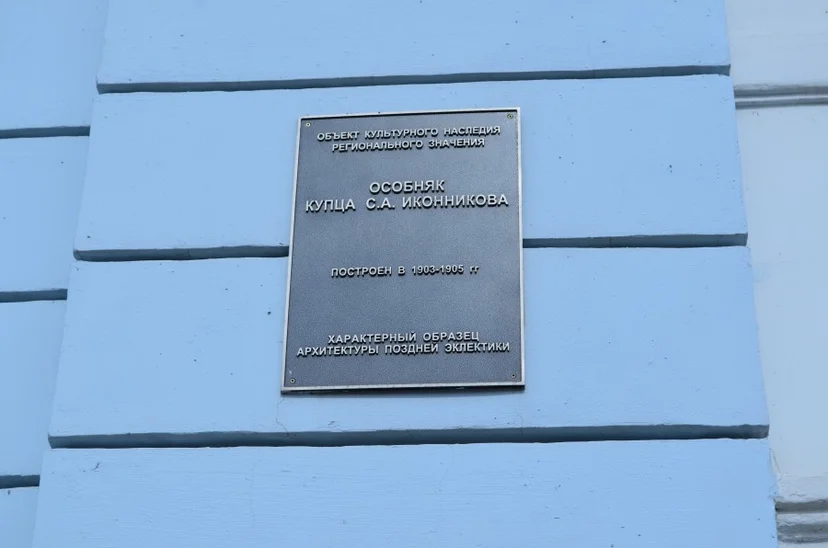 ОБЪЕКТ КУЛЬТУРНОГО НАСЛЕДИЯ
РЕГИОНАЛЬНОГО ЗНАЧЕНИЯ
ОСОБНЯК
КУПЦА С.А. ИКОННИКОВА
ПОСТРОЕН В 1903-1905 гг
ХАРАКТЕРНЫЙ ОБРАЗЕЦ
АРХИТЕКТУРЫ ПОЗДНЕЙ ЭКЛЕКТИКИ